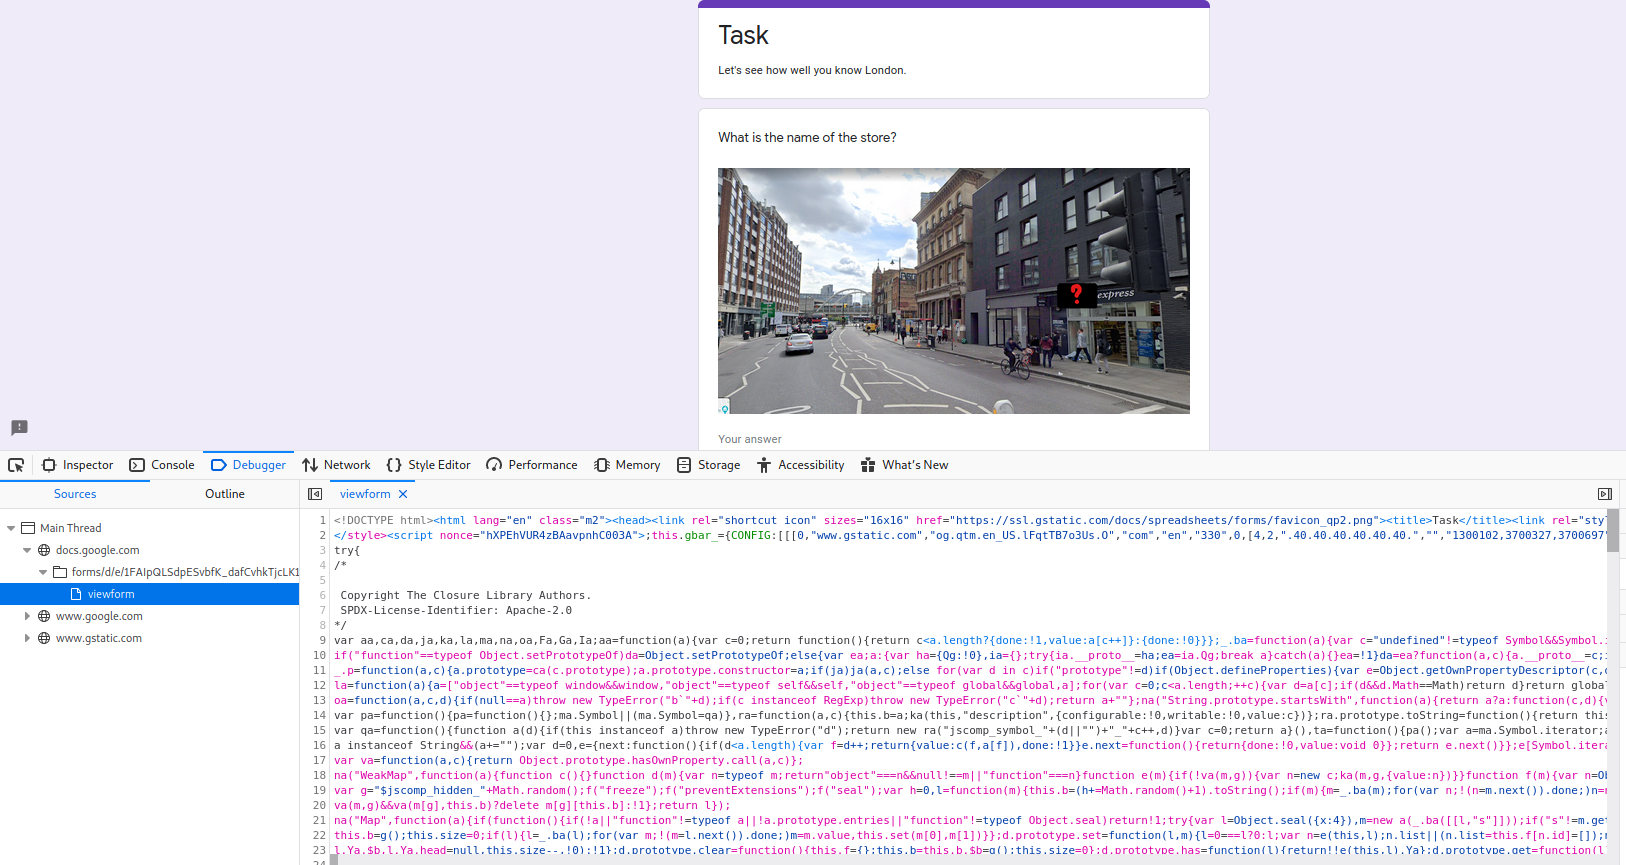 Task
Let's see how well you know London.
What is the name of the store?
?
express
Your answer
Inspector Console Debugger Network Style Editor Performance Memory Storage Accessibility What's New
Sources Outline viewform
Main Thread
docs.google.com
forms/d/e/1FAIpQLSdpESvbfK_dafCvhkTjcLK1
viewform
www.google.com
www.gstatic.com
1 <!DOCTYPE html><html lang="en" class="m2"><head><link rel="shortcut icon" sizes="16x16" href="https://ssl.gstatic.com/docs/spreadsheets/forms/favicon_qp2.png"><title>Task</title><link rel="sty
2 </style><script nonce="hXPEhVUR4zBAavpnhC003A">;this.gbar_={CONFIG:[[[0,"www.gstatic.com","og.qtm.en_US.lFqtTB7o3Us.O","com","en","330",0,[4,2,".40.40.40.40.40.40.","","1300102,3700327,3700697"
3 try{
4 /*
5
6 Copyright The Closure Library Authors.
7 SPDX-License-Identifier: Apache-2.0
8 */
9 var aa,ca,da,ja,ka,la,ma,na,oa,Fa,Ga,Ia;aa=function(a){var c=0;return function(){return c<a.length?{done:!1,value:a[c++]}:{done:!0}}};_.ba=function(a){var c="undefined"!=typeof Symbol&&Symbol.i
10 if("function"==typeof Object.setPrototypeOf)da=Object.setPrototypeOf;else{var ea;a:{var ha={Qg:!0},ia={};try{ia.__proto__=ha;ea=ia.Qg;break a}catch(a){}ea=!1}da=ea?function(a,c){a.__proto__=c;i
11 _.p=function(a,c){a.prototype=ca(c.prototype);a.prototype.constructor=a;if(ja)ja(a,c);else for(var d in c)if("prototype"!=d)if(Object.defineProperties){var e=Object.getOwnPropertyDescriptor(c,d
12 la=function(a){a=["object"==typeof window&&window,"object"==typeof self&&self,"object"==typeof global&&global,a];for(var c=0;c<a.length;++c){var d=a[c];if(d&&d.Math==Math)return d}return global
13 oa=function(a,c,d){if(null==a)throw new TypeError("b`"+d);if(c instanceof RegExp)throw new TypeError("c`"+d);return a+""};na("String.prototype.startsWith",function(a){return a?a:function(c,d){v
14 var pa=function(){pa=function(){};ma.Symbol||(ma.Symbol=qa)},ra=function(a,c){this.b=a;ka(this,"description",{configurable:!0,writable:!0,value:c})};ra.prototype.toString=function(){return this
15 var qa=function(){function a(d){if(this instanceof a)throw new TypeError("d");return new ra("jscomp_symbol_"+(d||"")+"_"+c++,d)}var c=0;return a}(),ta=function(){pa();var a=ma.Symbol.iterator;a
16 a instanceof String&&(a+="");var d=0,e={next:function(){if(d<a.length){var f=d++;return{value:c(f,a[f]),done:!1}}e.next=function(){return{done:!0,value:void 0}};return e.next()}};e[Symbol.itera
17 var va=function(a,c){return Object.prototype.hasOwnProperty.call(a,c)};
18 na("WeakMap",function(a){function c(){}function d(m){var n=typeof m;return"object"===n&&null!==m||"function"===n}function e(m){if(!va(m,g)){var n=new c;ka(m,g,{value:n})}}function f(m){var n=Ob
19 var g="$jscomp_hidden_"+Math.random();f("freeze");f("preventExtensions");f("seal");var h=0,l=function(m){this.b=(h+=Math.random()+1).toString();if(m){m=_.ba(m);for(var n;!(n=m.next()).done;)n=n
20 va(m,g)&&va(m[g],this.b)?delete m[g][this.b]:!1};return l});
21 na("Map",function(a){if(function(){if(!a||"function"!=typeof a||!a.prototype.entries||"function"!=typeof Object.seal)return!1;try{var l=Object.seal({x:4}),m=new a(_.ba([[l,"s"]]));if("s"!=m.get
22 this.b=g();this.size=0;if(l){l=_.ba(l);for(var m;!(m=l.next()).done;)m=m.value,this.set(m[0],m[1])}};d.prototype.set=function(l,m){l=0===l?0:l;var n=e(this,l);n.list||(n.list=this.f[n.id]=[]);n
23 l.Ya.$b.l.Ya.head=null,this.size--,!0):!1};d.prototype.clear=function(){this.f={};this.b=this.b.$b=g();this.size=0};d.prototype.has=function(l){return!!e(this,l).Ya};d.prototype.get=function(l
24